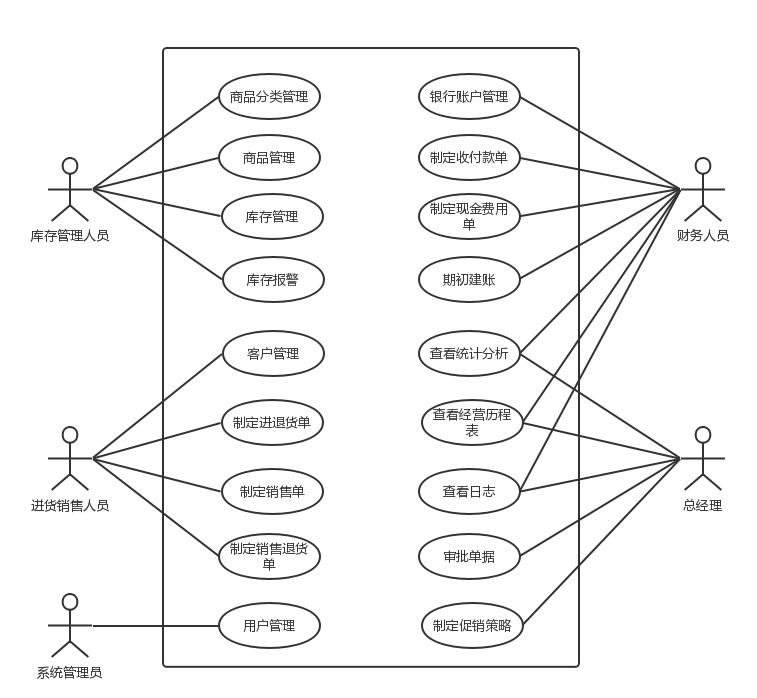 商品分类管理
银行账户管理
商品管理
制定收付款单
库存管理
制定现金费用
单
库存管理人员
财务人员
库存报警
期初建账
客户管理
查看统计分析
制定进退货单
查看经营历程
表
制定销售单
查看日志
进货销售人员
总经理
制定销售退货
单
审批单据
用户管理
制定促销策略
系统管理员